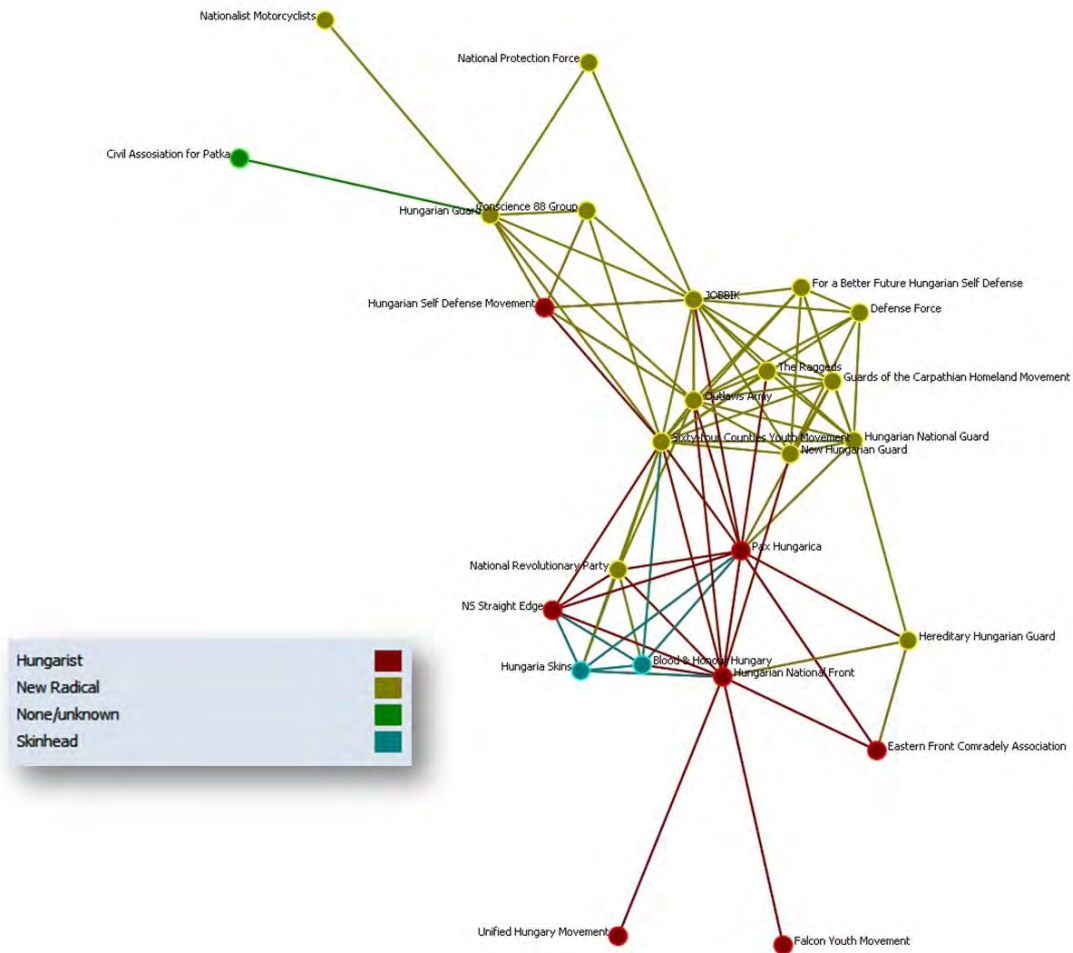 Nationalist Motorcyclists
National Protection Force
Civil Assosiation for Patka
Hungarian Guard
Conscience 88 Group
Hungarian Self Defense Movement
JOBBIK
For a Better Future Hungarian Self Defense
Defense Force
The Raggads
Guards of the Carpathian Homeland Movement
Outlaws Army
Sixty-four Counties Youth Movement
Hungarian National Guard
New Hungarian Guard
Pax Hungarica
National Revolutionary Party
NS Straight Edge
Hereditary Hungarian Guard
Hungaria Skins
Blood & Honour Hungary
Hungarian National Front
Eastern Front Comradely Association
Unified Hungary Movement
Falcon Youth Movement
Hungarist
New Radical
None/unknown
Skinhead